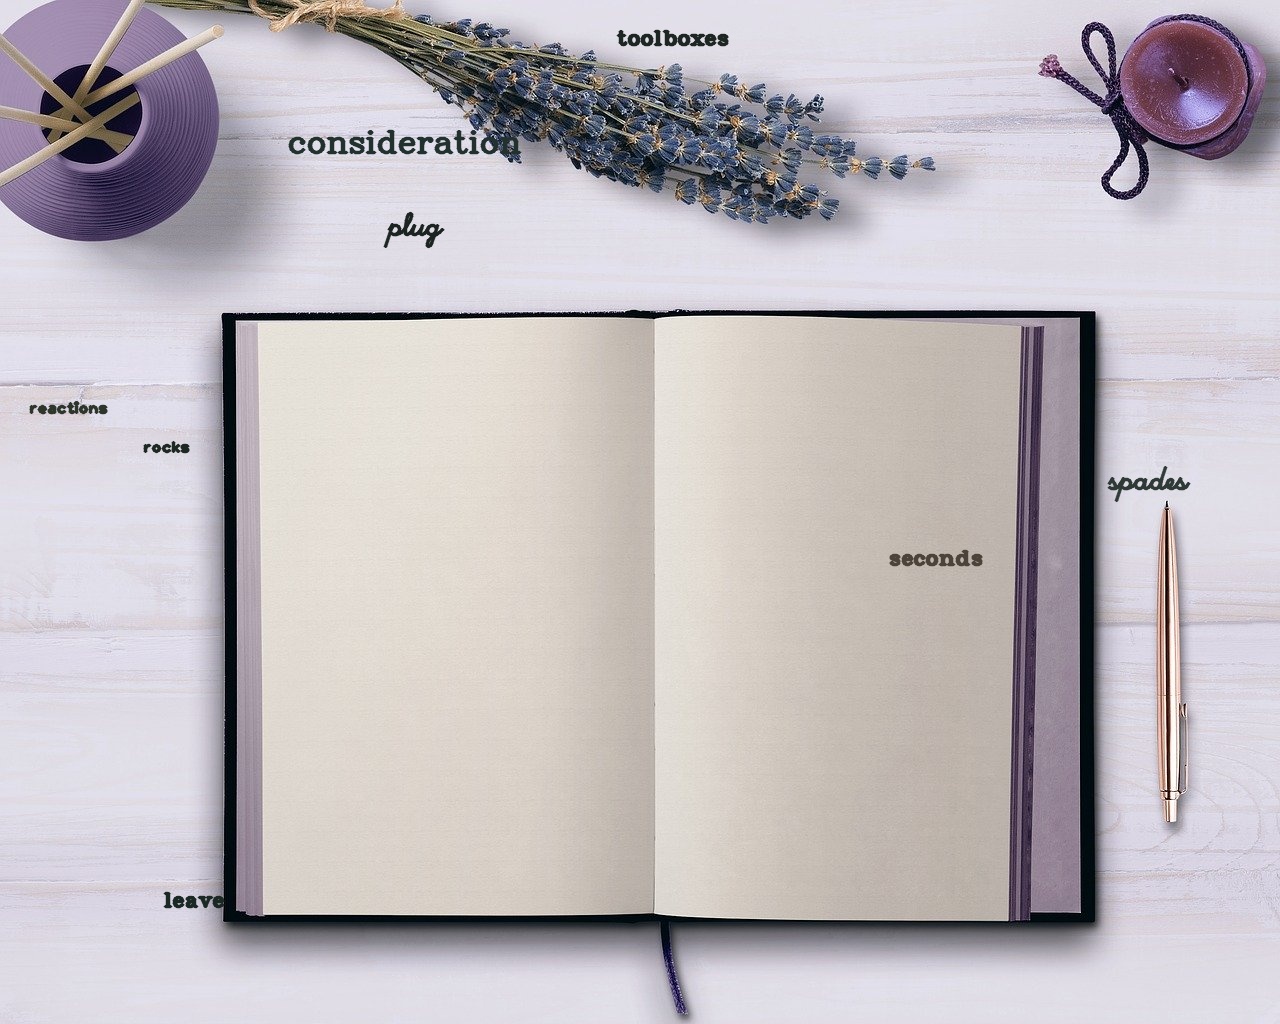 toolboxes
consideration
plug
reactions
rocks
spades
seconds
leave